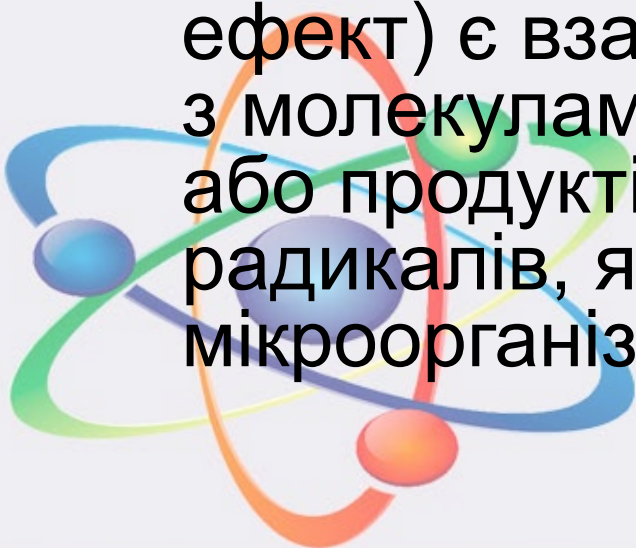 ефект) є вза
з молекулам
або продукті
радикалів, я
мікроорганіз